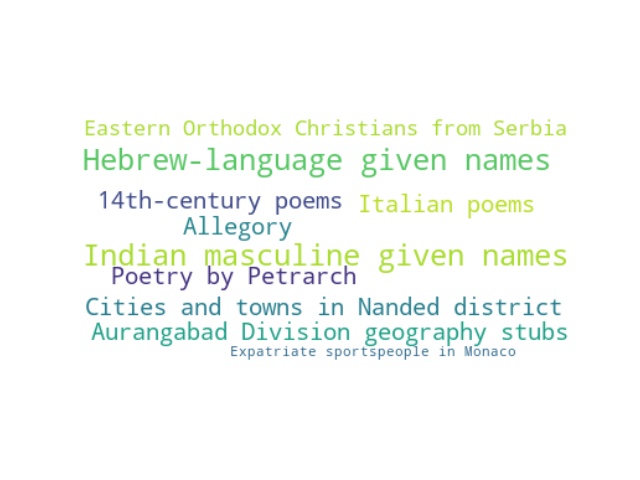 Eastern Orthodox Christians from Serbia
Hebrew-language given names
14th-century poems Italian poems
Allegory
Indian masculine given names
Poetry by Petrarch
Cities and towns in Nanded district
Aurangabad Division geography stubs
Expatriate sportspeople in Monaco